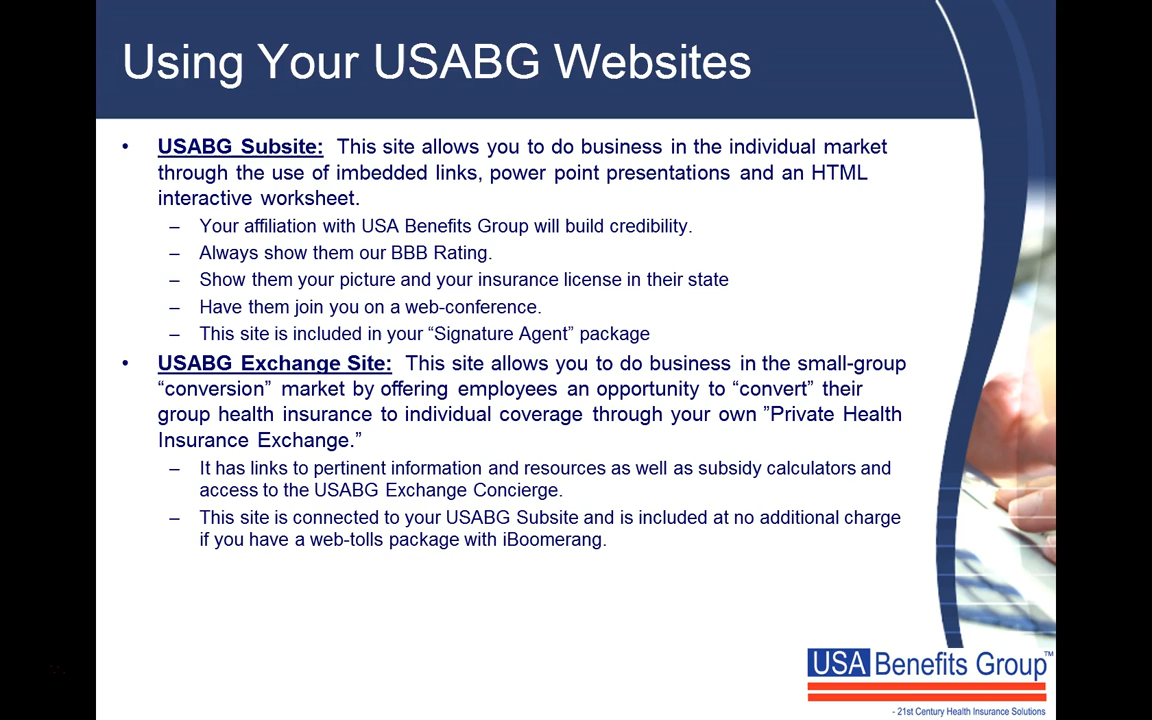 Using Your USABG Websites
• USABG Subsite: This site allows you to do business in the individual market
through the use of imbedded links, power point presentations and an HTML
interactive worksheet.
– Your affiliation with USA Benefits Group will build credibility.
– Always show them our BBB Rating.
– Show them your picture and your insurance license in their state
– Have them join you on a web-conference.
– This site is included in your “Signature Agent” package
• USABG Exchange Site: This site allows you to do business in the small-group
“conversion” market by offering employees an opportunity to “convert” their
group health insurance to individual coverage through your own ”Private Health
Insurance Exchange.”
– It has links to pertinent information and resources as well as subsidy calculators and
access to the USABG Exchange Concierge.
– This site is connected to your USABG Subsite and is included at no additional charge
if you have a web-tolls package with iBoomerang.
USA Benefits Group™
- 21st Century Health Insurance Solutions